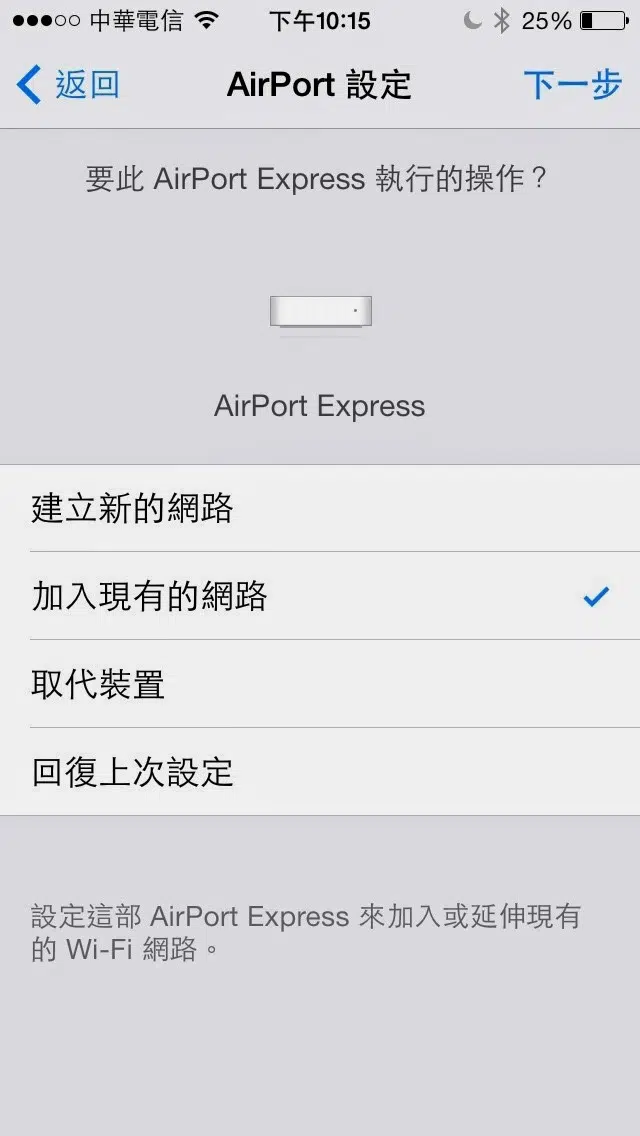 中華電信 下午10:15 25%
返回 AirPort 設定 下一步
要此 AirPort Express 執行的操作？
AirPort Express
建立新的網路
加入現有的網路
取代裝置
回復上次設定
設定這部 AirPort Express 來加入或延伸現有
的 Wi-Fi 網路。